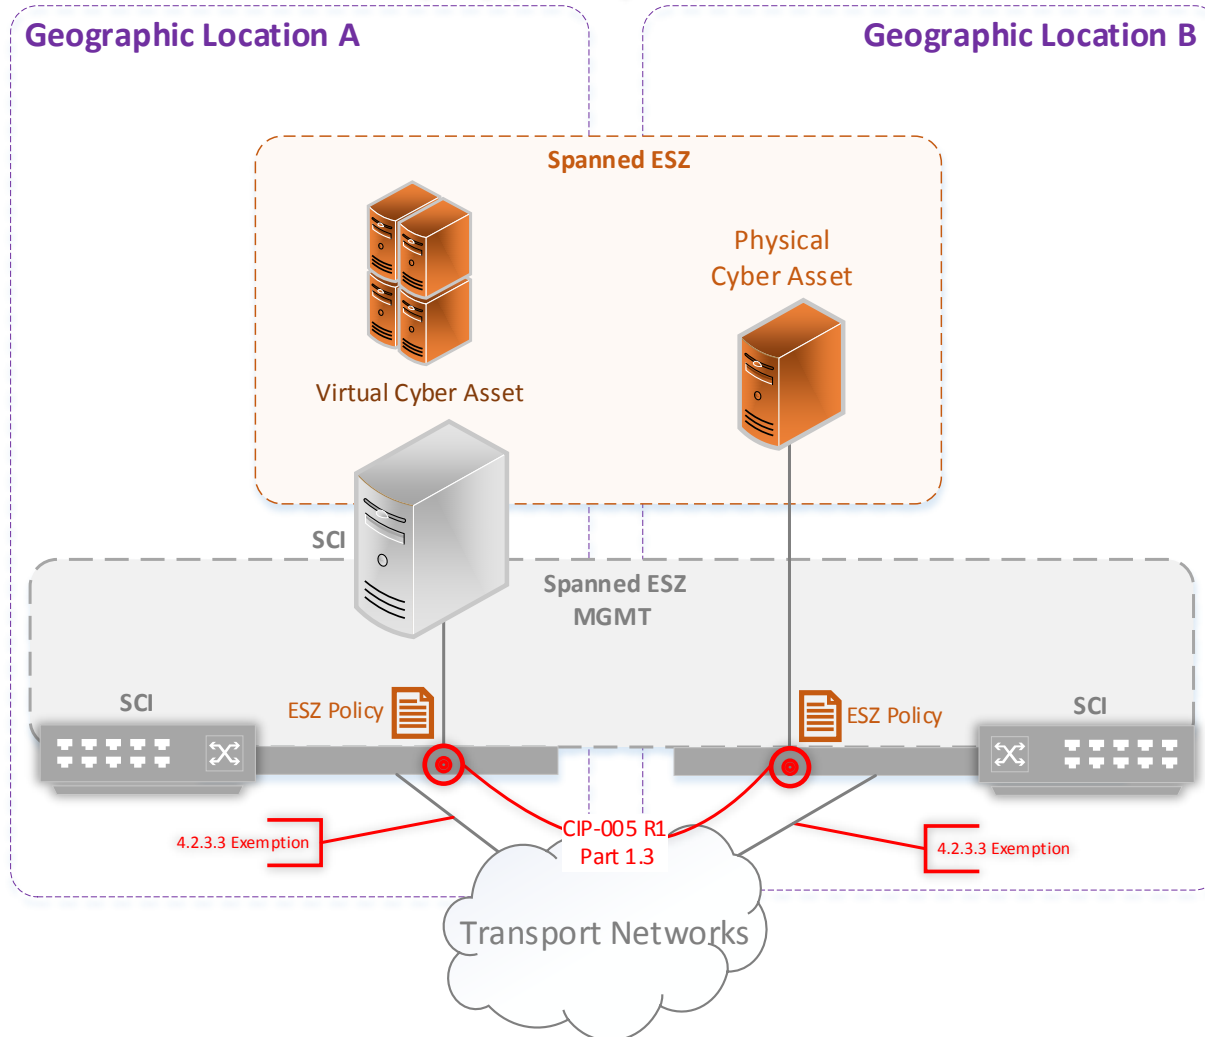 Geographic Location A
Geographic Location B
Spanned ESZ
Physical
Cyber Asset
Virtual Cyber Asset
SCI
Spanned ESZ
MGMT
SCI
ESZ Policy
ESZ Policy
SCI
4.2.3.3 Exemption
CIP-005 R1
Part 1.3
4.2.3.3 Exemption
Transport Networks